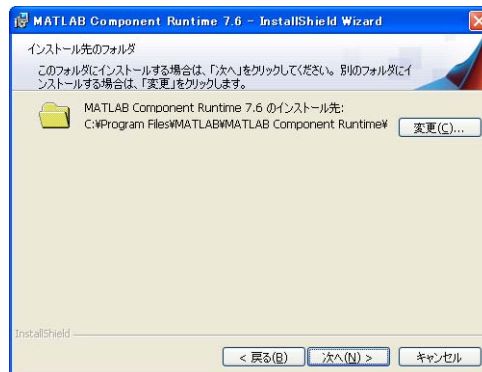 MATLAB Component Runtime 7.6 - InstallShield Wizard
インストール先のフォルダ
このフォルダにインストールする場合は、「次へ」をクリックしてください。別のフォルダにイ
ンストールする場合は、「変更」をクリックします。
MATLAB Component Runtime 7.6 のインストール先:
C:¥Program Files¥MATLAB¥MATLAB Component Runtime¥
変更(C)...
InstallShield
< 戻る(B)
次へ(N) >
キャンセル